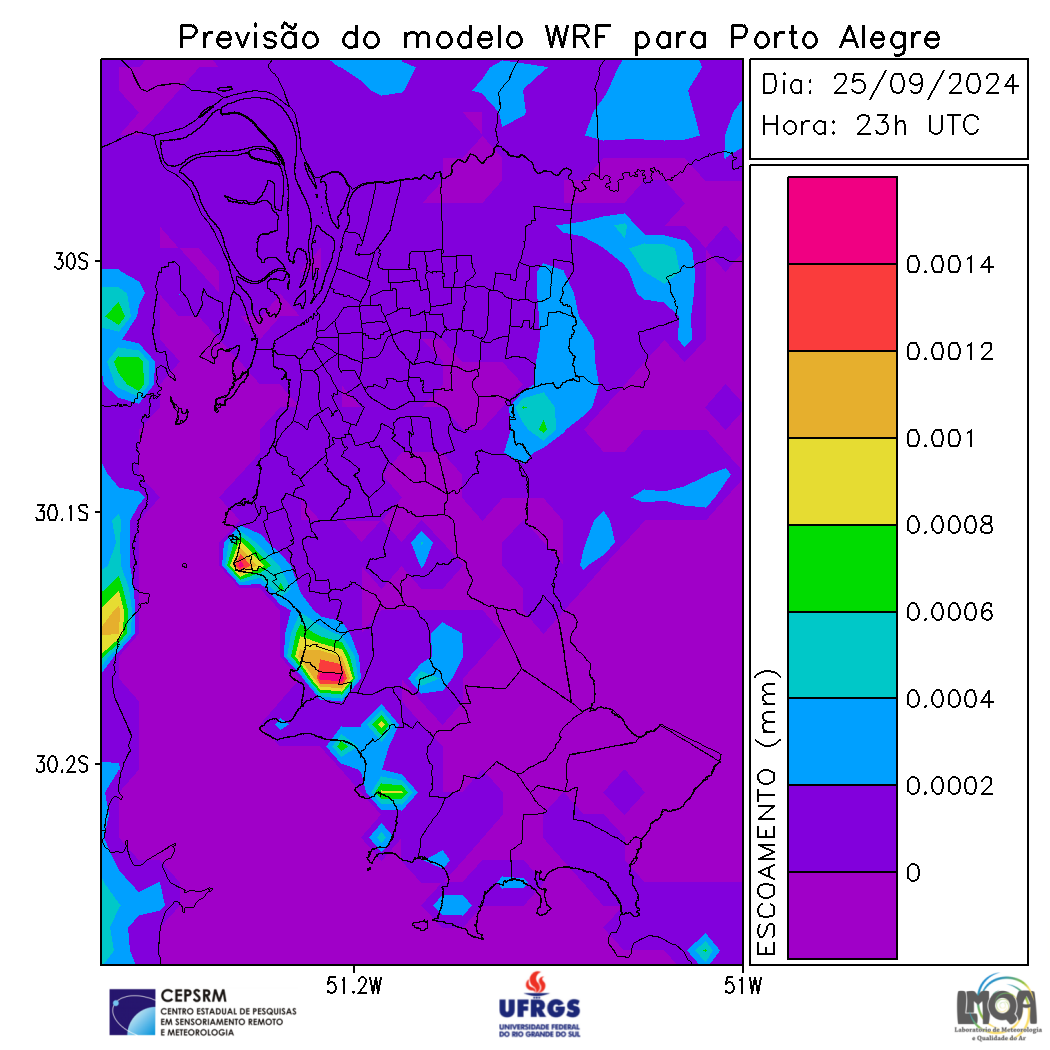 Previsão do modelo WRF para Porto Alegre
Dia: 25/09/2024
Hora: 23h UTC
30S
30.1S
30.2S
51.2W
51W
ESCOAMENTO (mm)
0.0014
0.0012
0.001
0.0008
0.0006
0.0004
0.0002
0
CEPSRM
CENTRO ESTADUAL DE PESQUISAS
EM SENSORIAMENTO REMOTO
E METEOROLOGIA
UFRGS
UNIVERSIDADE FEDERAL
DO RIO GRANDE DO SUL
LMQA
Laboratório de Meteorologia
e Qualidade do Ar